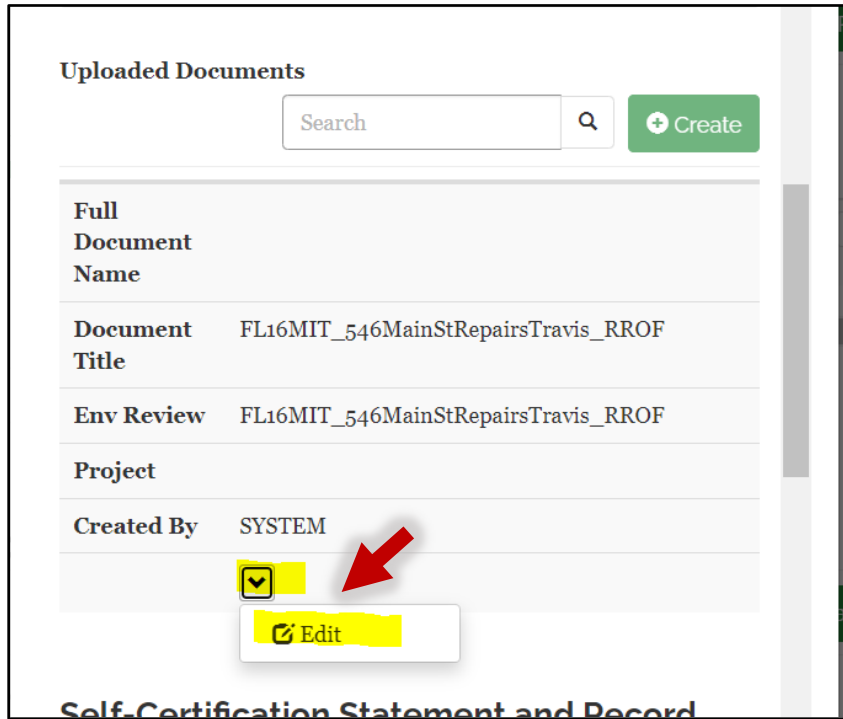 Uploaded Documents
Search
Create
Full
Document
Name
Document FL16MIT_546MainStRepairsTravis_RROF
Title
Env Review FL16MIT_546MainStRepairsTravis_RROF
Project
Created By SYSTEM
Edit
Self-Certification Statement and Record